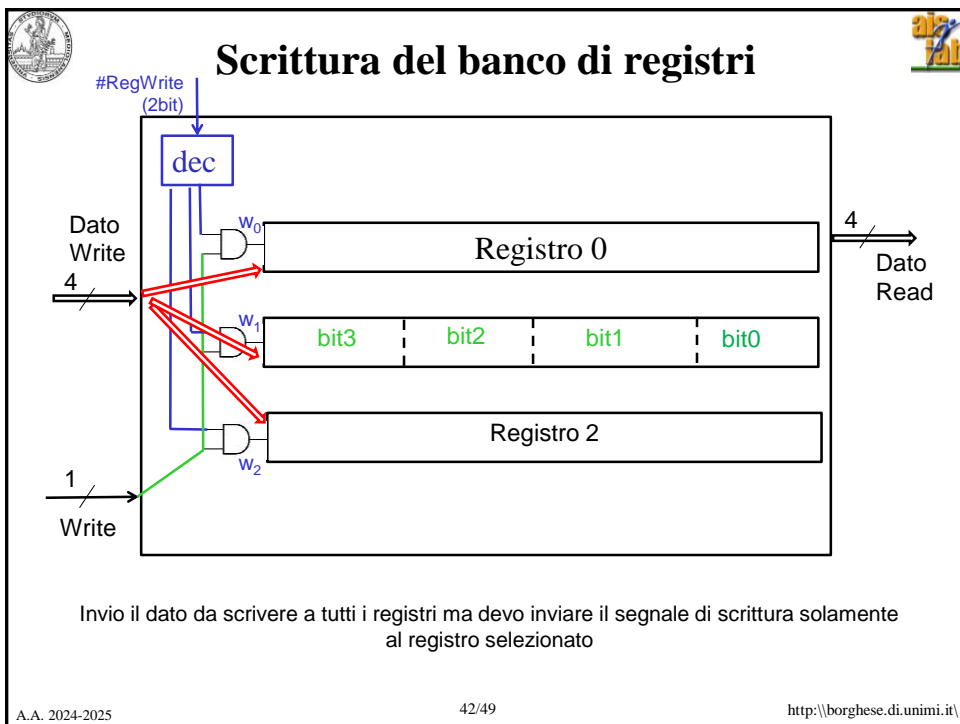 Scrittura del banco di registri
#RegWrite
(2bit)
dec
Dato
Write
4
w0
Registro 0
4
Dato
Read
w1
bit3 bit2 bit1 bit0
Registro 2
w2
1
Write
Invio il dato da scrivere a tutti i registri ma devo inviare il segnale di scrittura solamente
al registro selezionato
A.A. 2024-2025
42/49
http:\\borghese.di.unimi.it\